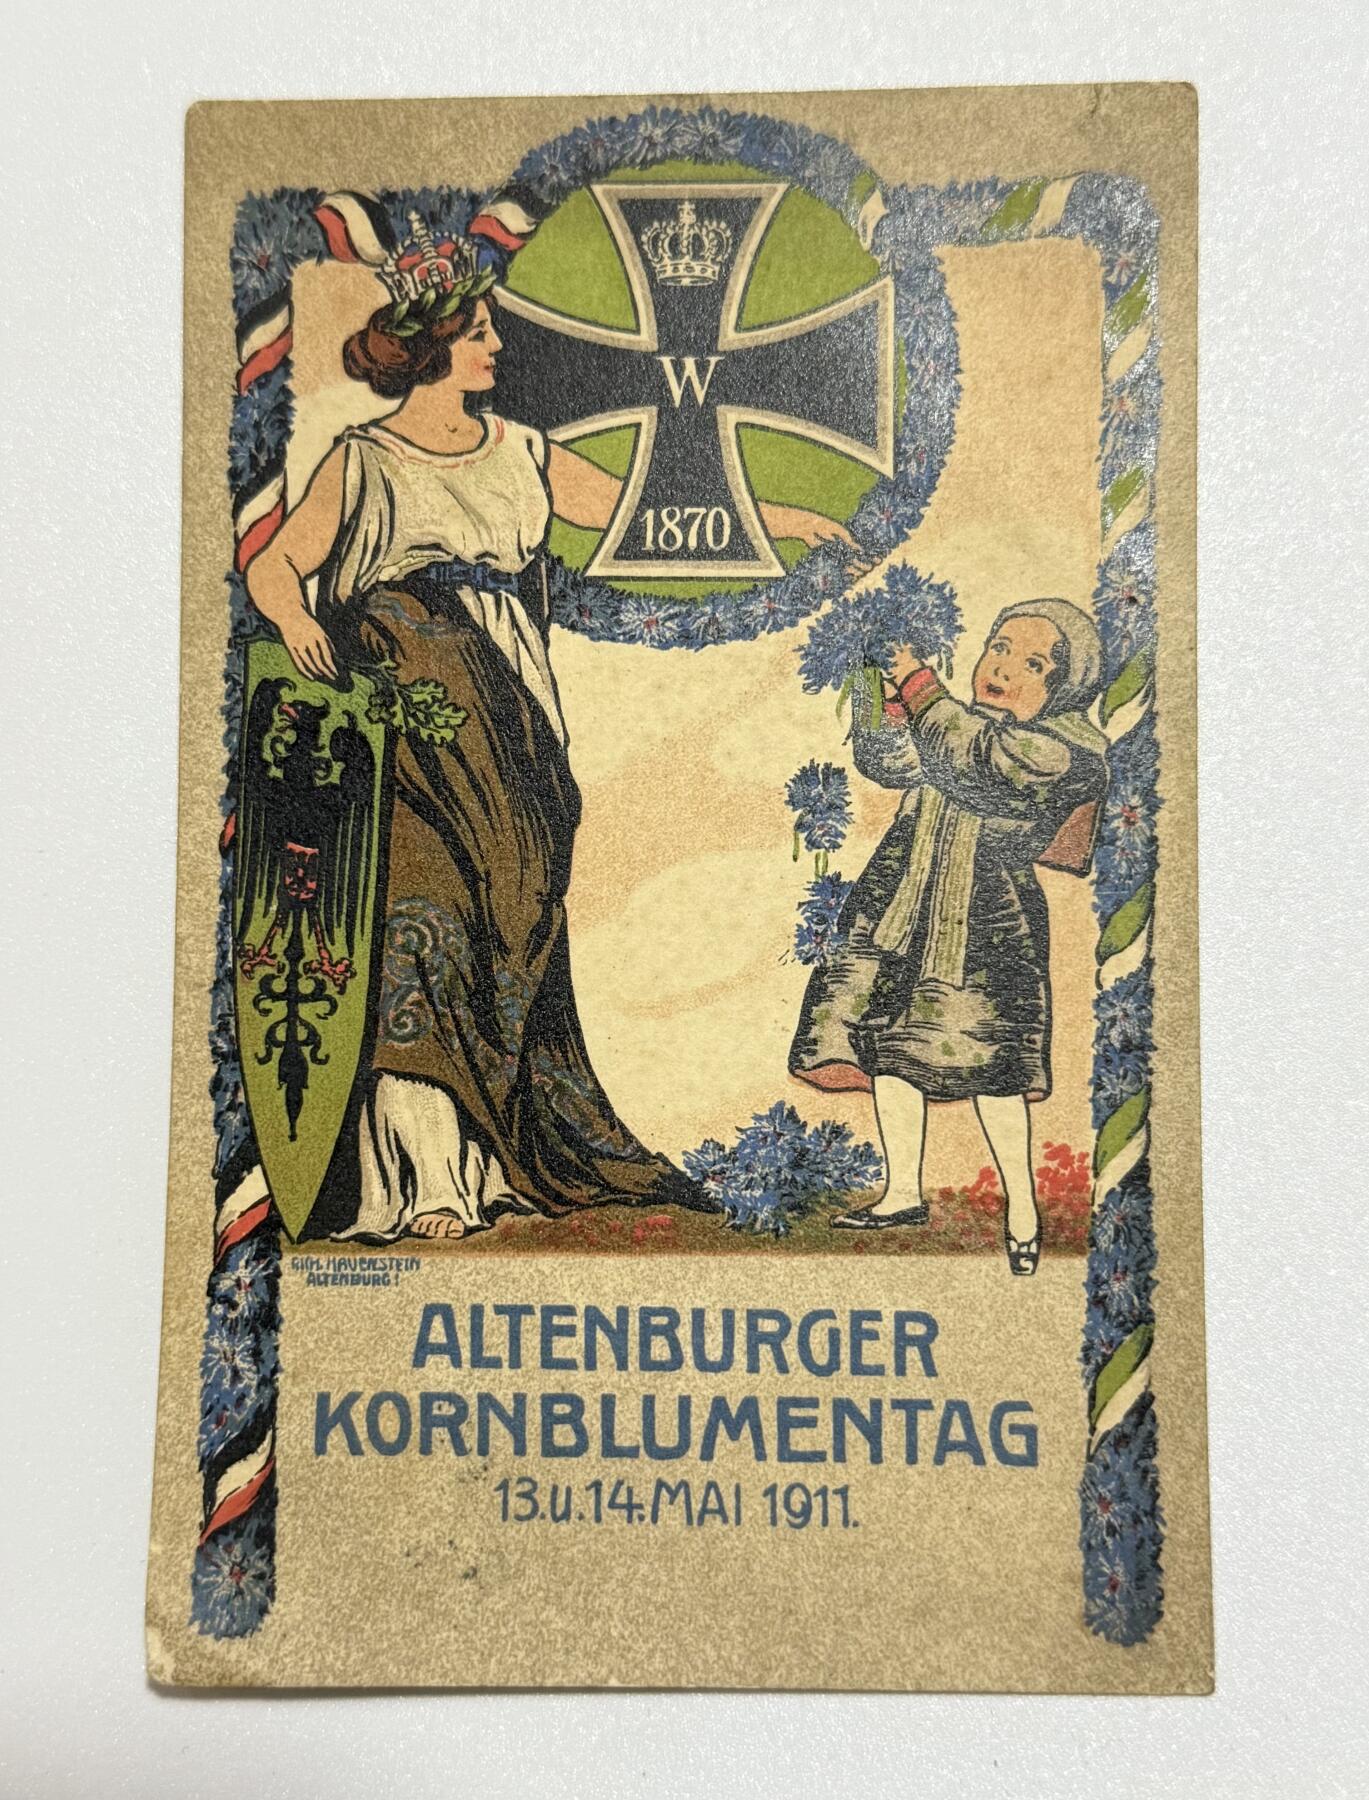 W
1870
RICH. HAUENSTEIN
ALTENBURG!
ALTENBURGER
KORNBLUMENTAG
13.u.14.MAI 1911.